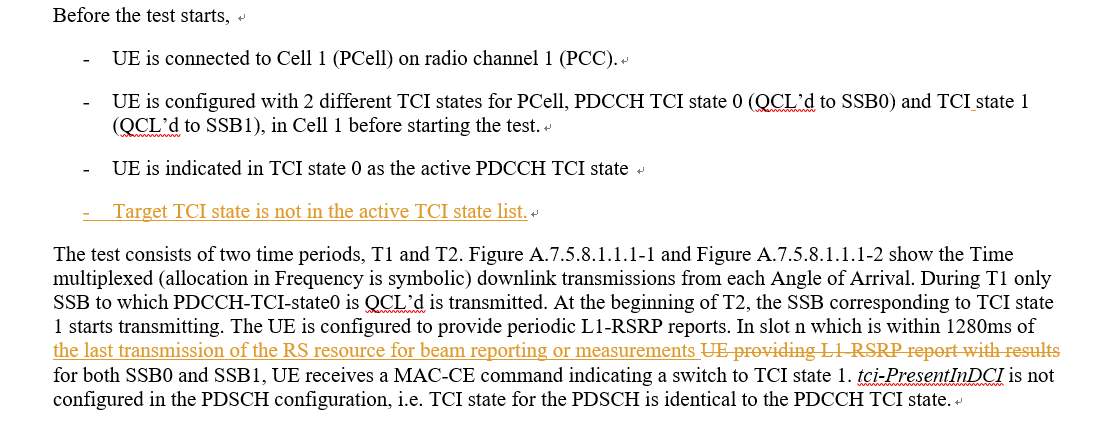 Before the test starts,
- UE is connected to Cell 1 (PCell) on radio channel 1 (PCC).
- UE is configured with 2 different TCI states for PCell, PDCCH TCI state 0 (QCL’d to SSB0) and TCI state 1
(QCL’d to SSB1), in Cell 1 before starting the test.
- UE is indicated in TCI state 0 as the active PDCCH TCI state
- Target TCI state is not in the active TCI state list.
The test consists of two time periods, T1 and T2. Figure A.7.5.8.1.1.1-1 and Figure A.7.5.8.1.1.1-2 show the Time
multiplexed (allocation in Frequency is symbolic) downlink transmissions from each Angle of Arrival. During T1 only
SSB to which PDCCH-TCI-state0 is QCL’d is transmitted. At the beginning of T2, the SSB corresponding to TCI state
1 starts transmitting. The UE is configured to provide periodic L1-RSRP reports. In slot n which is within 1280ms of
the last transmission of the RS resource for beam reporting or measurements UE providing L1-RSRP report with results
for both SSB0 and SSB1, UE receives a MAC-CE command indicating a switch to TCI state 1. tci-PresentInDCI is not
configured in the PDSCH configuration, i.e. TCI state for the PDSCH is identical to the PDCCH TCI state.